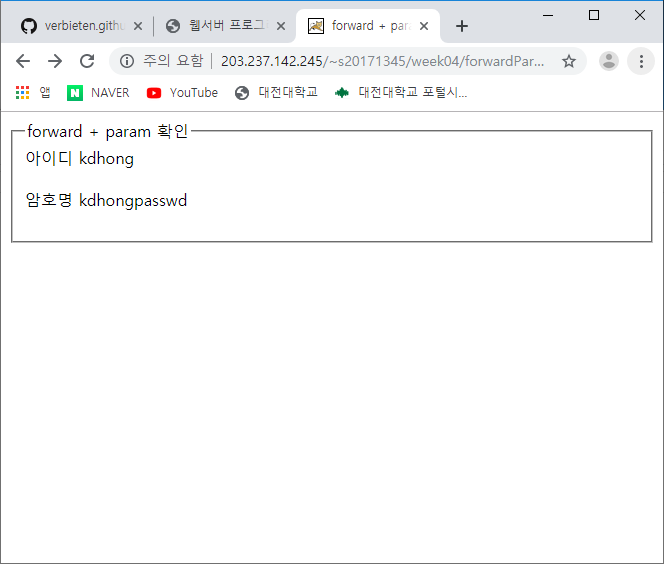 verbieten.githu
웹서버 프로그
forward + para
주의 요함 | 203.237.142.245/~s20171345/week04/forwardPar...
앱 NAVER YouTube 대전대학교 대전대학교 포털시...
forward + param 확인
아이디 kdhong
암호명 kdhongpasswd